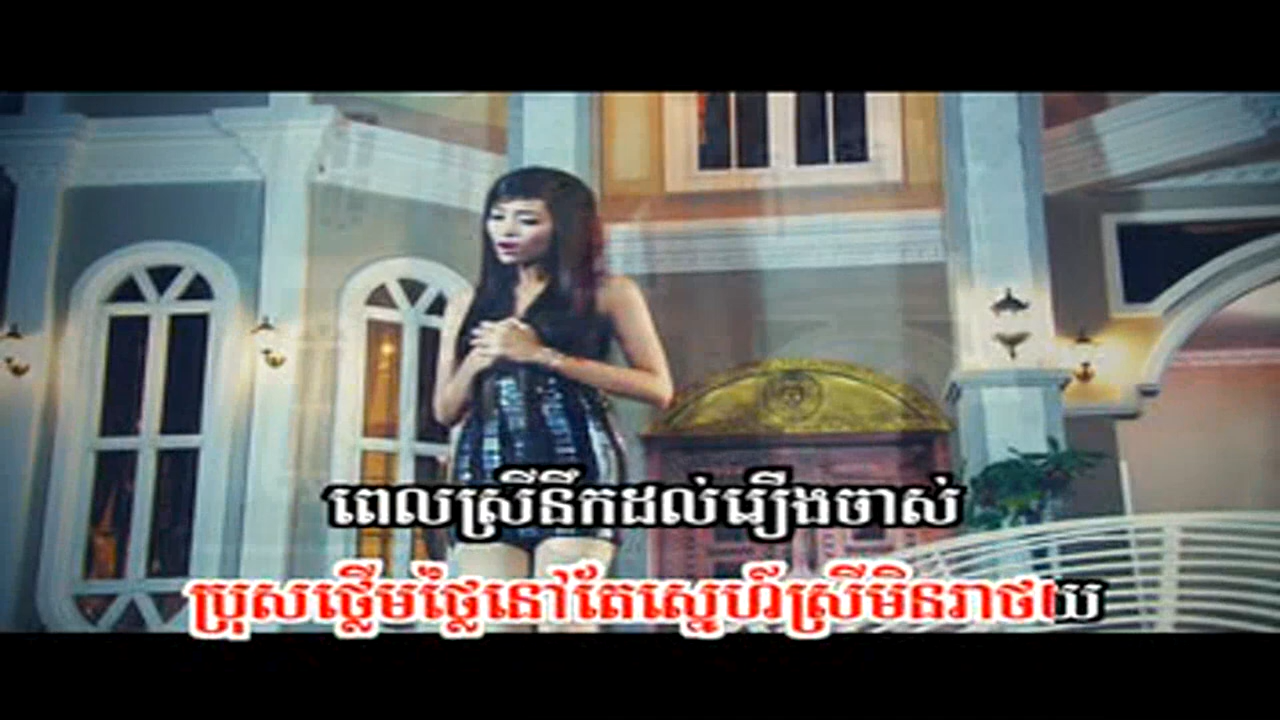 ពេលស្រីនឹកដល់រឿងចាស់
ប្រុសថ្លើមថ្លៃនៅតែស្នេហ៍ស្រីមិនរាថយ